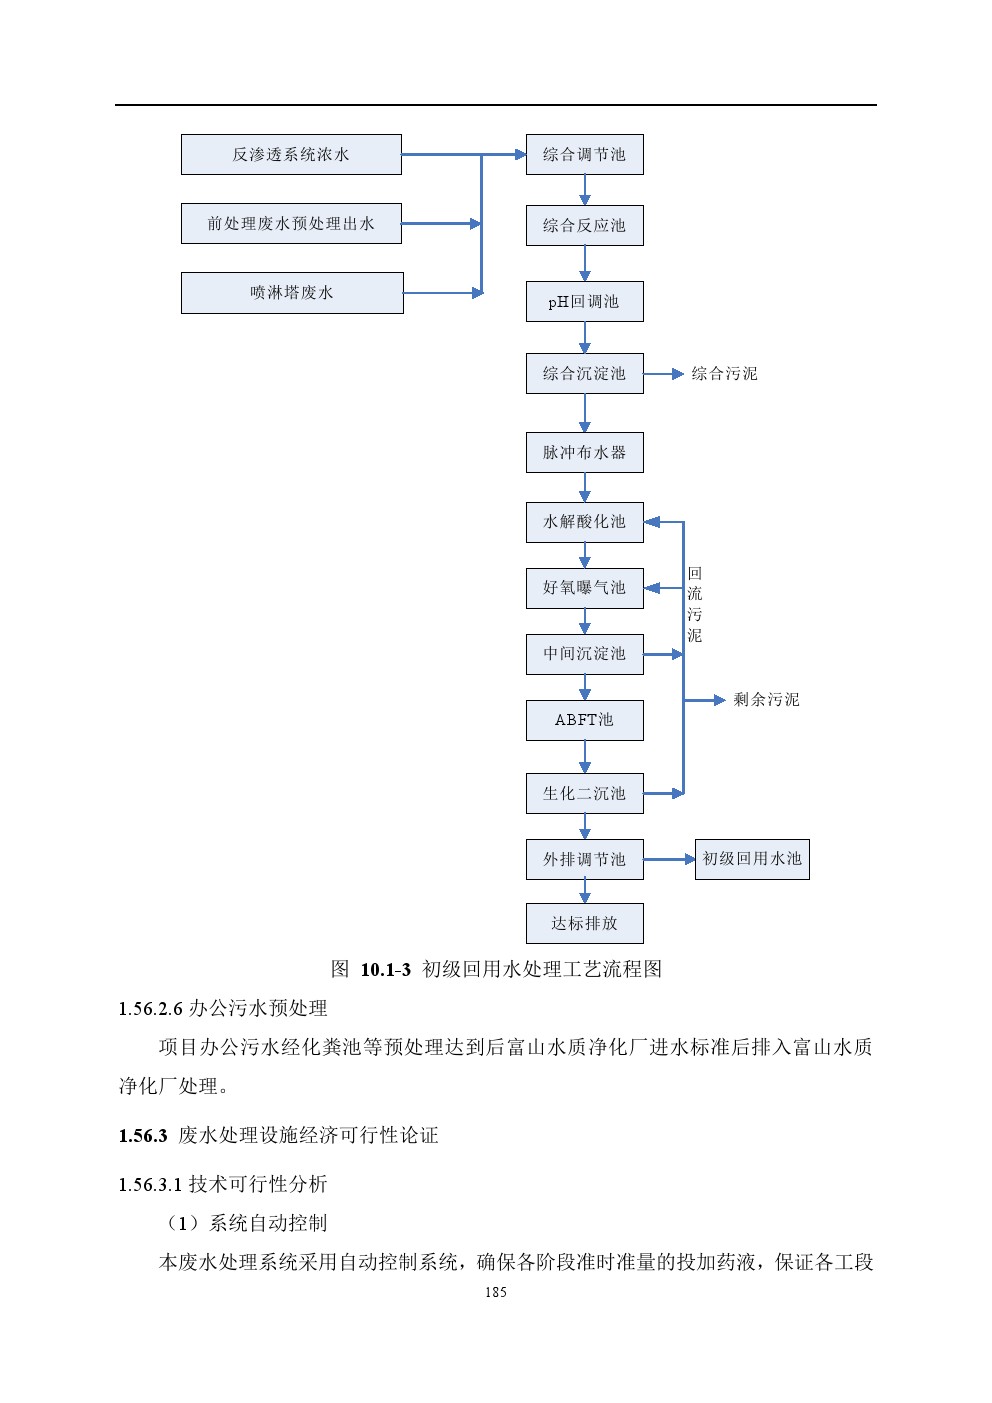 反渗透系统浓水
综合调节池
前处理废水预处理出水
综合反应池
喷淋塔废水
pH回调池
综合沉淀池
综合污泥
脉冲布水器
水解酸化池
好氧曝气池
回流污泥
中间沉淀池
剩余污泥
ABFT池
生化二沉池
外排调节池
初级回用水池
达标排放
图 10.1-3 初级回用水处理工艺流程图
1.56.2.6 办公污水预处理
项目办公污水经化粪池等预处理达到后富山水质净化厂进水标准后排入富山水质
净化厂处理。
1.56.3 废水处理设施经济可行性论证
1.56.3.1 技术可行性分析
（1）系统自动控制
本废水处理系统采用自动控制系统，确保各阶段准时准量的投加药液，保证各工段
185